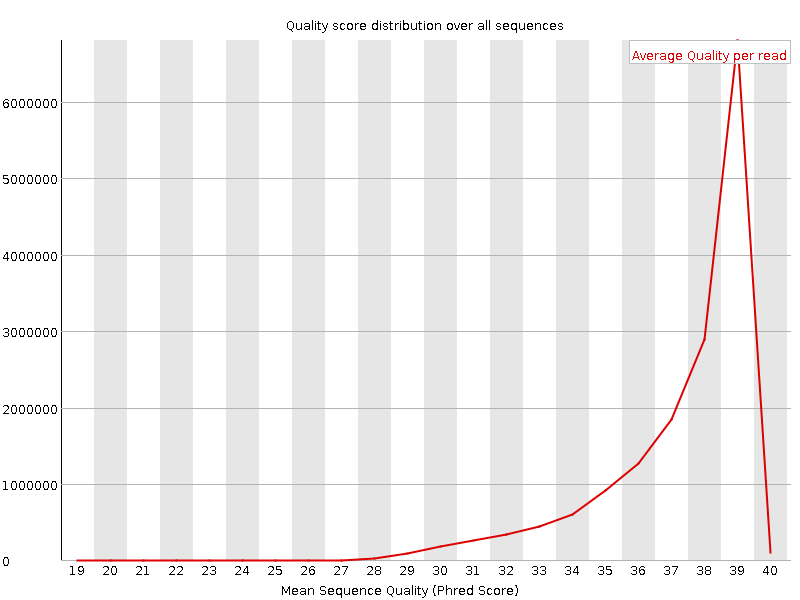 Quality score distribution over all sequences
Average Quality per read
6000000
5000000
4000000
3000000
2000000
1000000
0
19 20 21 22 23 24 25 26 27 28 29 30 31 32 33 34 35 36 37 38 39 40
Mean Sequence Quality (Phred Score)